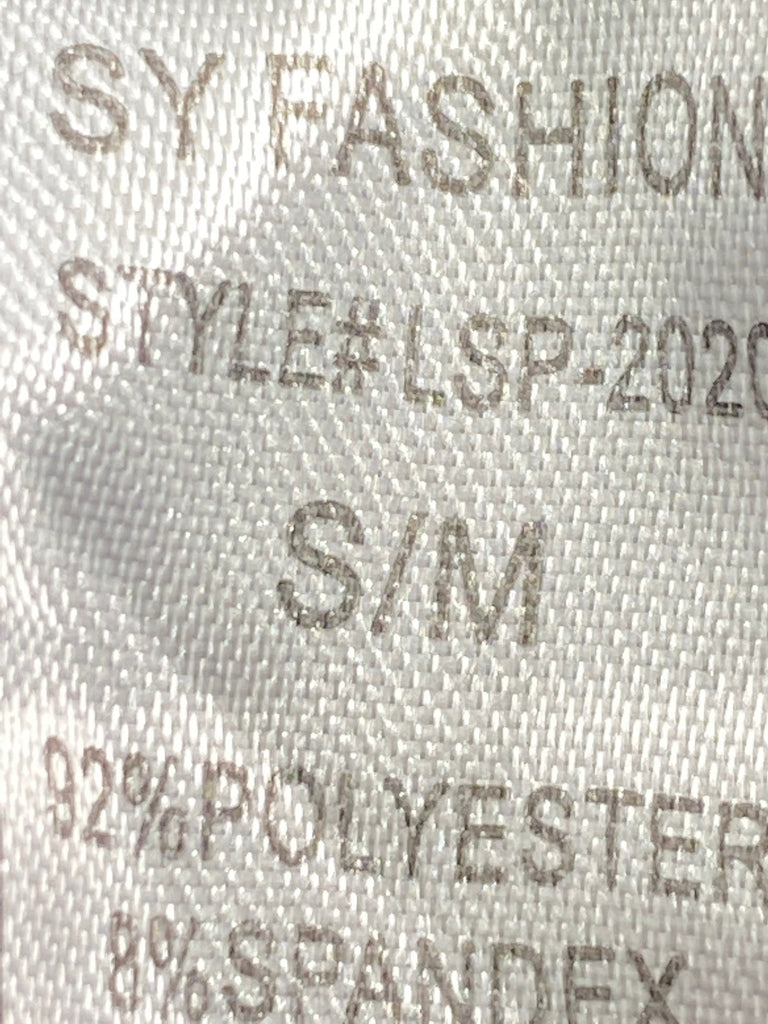 SY FASHION
STYLE# LSP-2020
S/M
92%POLYESTER
8%SPANDEX